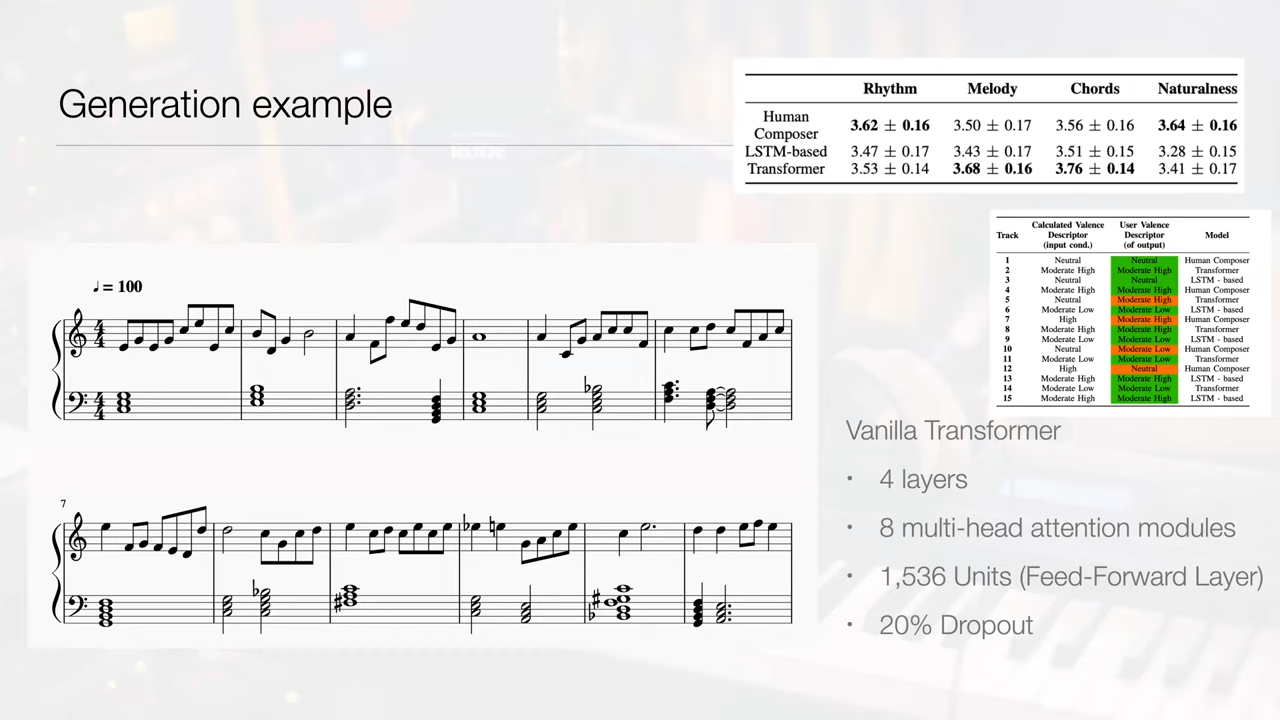 Generation example
Rhythm Melody Chords Naturalness
Human
Composer 3.62 ± 0.16 3.50 ± 0.17 3.56 ± 0.16 3.64 ± 0.16
LSTM-based 3.47 ± 0.17 3.43 ± 0.17 3.51 ± 0.15 3.28 ± 0.15
Transformer 3.53 ± 0.14 3.68 ± 0.16 3.76 ± 0.14 3.41 ± 0.17
Calculated Valence User Valence
Track Descriptor Descriptor Model
(input cond.) (of output)
1 Neutral Neutral Human Composer
2 Moderate High Moderate High Transformer
3 Neutral Neutral LSTM - based
4 Moderate High Moderate High Human Composer
5 Neutral Moderate High Transformer
6 Moderate Low Moderate Low LSTM - based
7 High Moderate High Human Composer
8 Moderate High Moderate High Transformer
9 Moderate Low Moderate Low LSTM - based
10 Neutral Moderate Low Human Composer
11 Moderate Low Moderate Low Transformer
12 High Neutral Human Composer
13 Moderate High Moderate High LSTM - based
14 Moderate Low Moderate Low Transformer
15 Moderate High Moderate High LSTM - based
♩ = 100
4
4
4
4
7
Vanilla Transformer
• 4 layers
• 8 multi-head attention modules
• 1,536 Units (Feed-Forward Layer)
• 20% Dropout